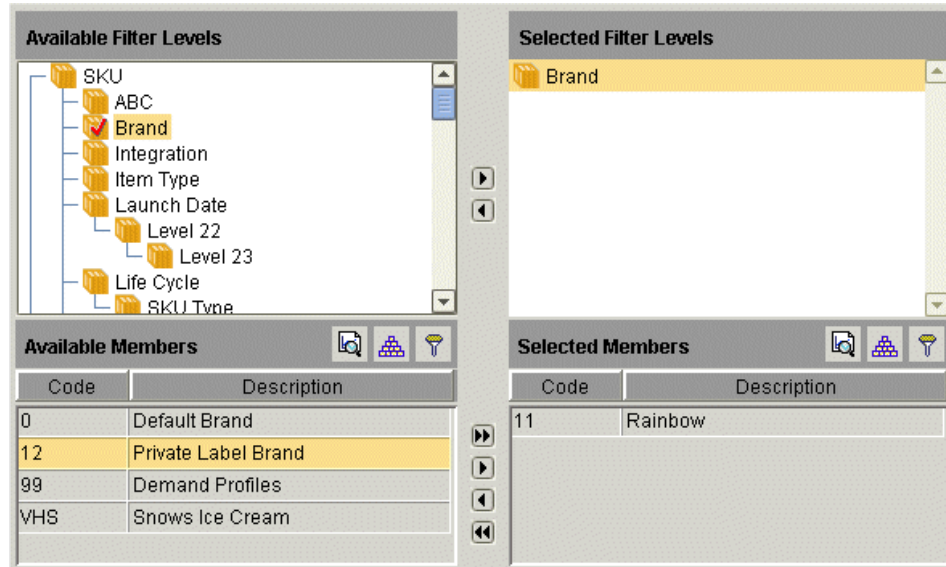 Available Filter Levels
SKU
ABC
Brand
Integration
Item Type
Launch Date
Level 22
Level 23
Life Cycle
SKU Type
Selected Filter Levels
Brand
Available Members
Code Description
0 Default Brand
12 Private Label Brand
99 Demand Profiles
VHS Snows Ice Cream
Selected Members
Code Description
11 Rainbow